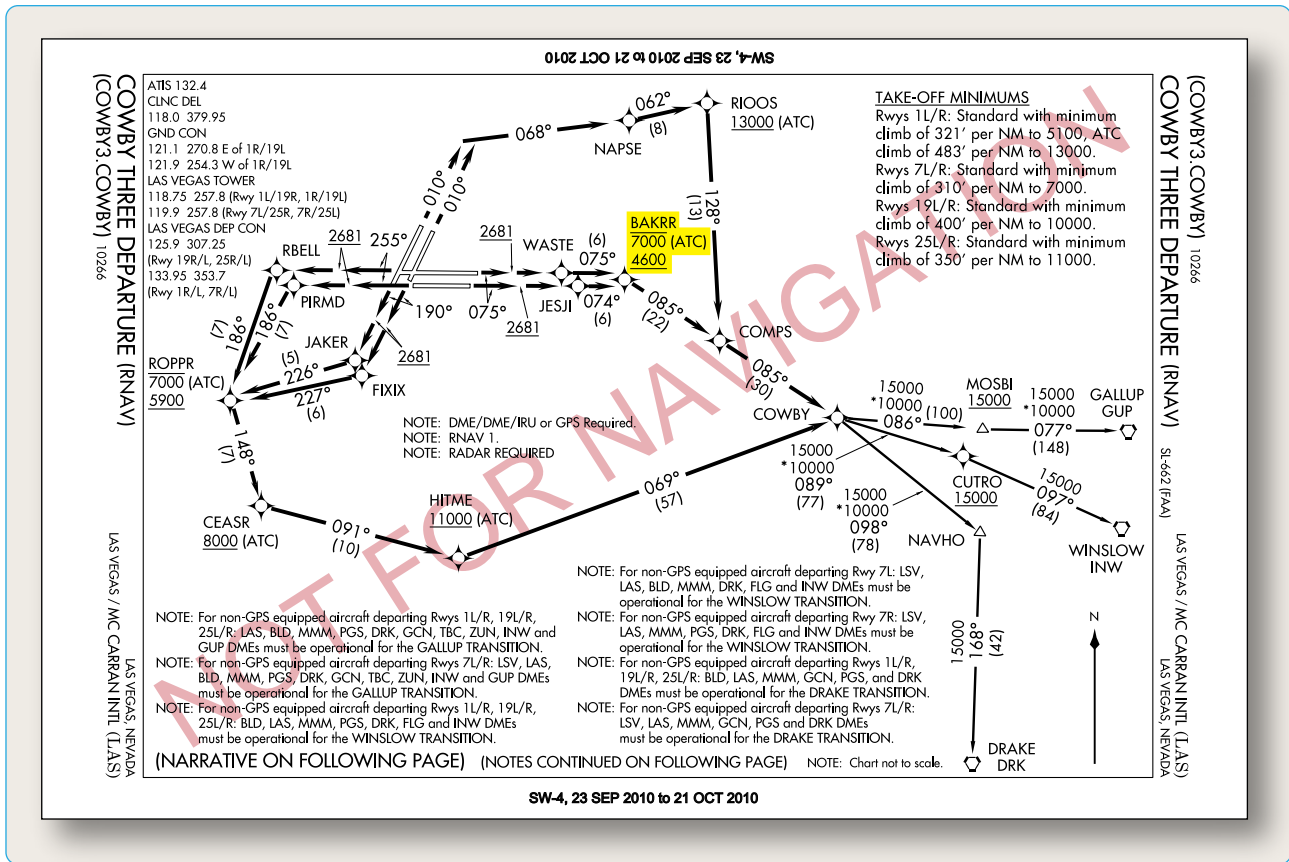 SW-4, 23 SEP 2010 to 21 OCT 2010
COWBY THREE DEPARTURE (RNAV)
(COWBY3.COWBY) 10266
ATIS 132.4
CLNC DEL
118.0 379.95
GND CON
121.1 270.8 E of 1R/19L
121.9 254.3 W of 1R/19L
LAS VEGAS TOWER
118.75 257.8 (Rwy 1L/19R, 1R/19L)
119.9 257.8 (Rwy 7L/25R, 7R/25L)
LAS VEGAS DEP CON
125.9 307.25
(Rwy 19R/L, 25R/L)
133.95 353.7
(Rwy 1R/L, 7R/L)
062°
(8)
RIOOS
13000 (ATC)
068°
NAPSE
010°
010°
128°
(13)
TAKE-OFF MINIMUMS
Rwys 1L/R: Standard with minimum
climb of 321' per NM to 5100, ATC
climb of 483' per NM to 13000.
Rwys 7L/R: Standard with minimum
climb of 310' per NM to 7000.
Rwys 19L/R: Standard with minimum
climb of 400' per NM to 10000.
Rwys 25L/R: Standard with minimum
climb of 350' per NM to 11000.
(COWBY3.COWBY) 10266
COWBY THREE DEPARTURE (RNAV)
SL-662 (FAA)
BAKRR
7000 (ATC)
4600
RBELL
2681
255°
2681
WASTE
(6)
075°
PIRMD
190°
075°
2681
JESJI
074°
(6)
085°
(22)
COMPS
(7)
186°
186°
(7)
JAKER
2681
(5)
226°
FIXIX
227°
(6)
ROPPR
7000 (ATC)
5900
085°
(30)
COWBY
NOTE: DME/DME/IRU or GPS Required.
NOTE: RNAV 1.
NOTE: RADAR REQUIRED
15000
*10000 (100)
086°
MOSBI
15000
15000
*10000
077°
(148)
GALLUP
GUP
15000
*10000
089°
(77)
CUTRO
15000
15000
097°
(84)
WINSLOW
INW
15000
*10000
098°
(78)
NAVHO
15000
168°
(42)
DRAKE
DRK
148°
(7)
CEASR
8000 (ATC)
091°
(10)
HITME
11000 (ATC)
069°
(57)
N
NOT FOR NAVIGATION
NOTE: For non-GPS equipped aircraft departing Rwys 1L/R, 19L/R,
25L/R: LAS, BLD, MMM, PGS, DRK, GCN, TBC, ZUN, INW and
GUP DMEs must be operational for the GALLUP TRANSITION.
NOTE: For non-GPS equipped aircraft departing Rwys 7L/R: LSV, LAS,
BLD, MMM, PGS, DRK, GCN, TBC, ZUN, INW and GUP DMEs
must be operational for the GALLUP TRANSITION.
NOTE: For non-GPS equipped aircraft departing Rwys 1L/R, 19L/R,
25L/R: BLD, LAS, MMM, PGS, DRK, FLG and INW DMEs
must be operational for the WINSLOW TRANSITION.
NOTE: For non-GPS equipped aircraft departing Rwy 7L: LSV,
LAS, BLD, MMM, DRK, FLG and INW DMEs must be
operational for the WINSLOW TRANSITION.
NOTE: For non-GPS equipped aircraft departing Rwy 7R: LSV,
LAS, MMM, PGS, DRK, FLG and INW DMEs must be
operational for the WINSLOW TRANSITION.
NOTE: For non-GPS equipped aircraft departing Rwys 1L/R,
19L/R, 25L/R: BLD, LAS, MMM, GCN, PGS, and DRK
DMEs must be operational for the DRAKE TRANSITION.
NOTE: For non-GPS equipped aircraft departing Rwys 7L/R:
LSV, LAS, MMM, GCN, PGS and DRK DMEs
must be operational for the DRAKE TRANSITION.
(NARRATIVE ON FOLLOWING PAGE) (NOTES CONTINUED ON FOLLOWING PAGE) NOTE: Chart not to scale.
LAS VEGAS, NEVADA
LAS VEGAS / MC CARRAN INTL (LAS)
LAS VEGAS / MC CARRAN INTL (LAS)
LAS VEGAS, NEVADA
SW-4, 23 SEP 2010 to 21 OCT 2010